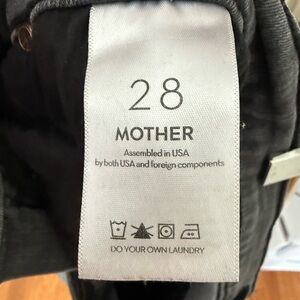 28
MOTHER
Assembled in USA
by both USA and foreign components
DO YOUR OWN LAUNDRY